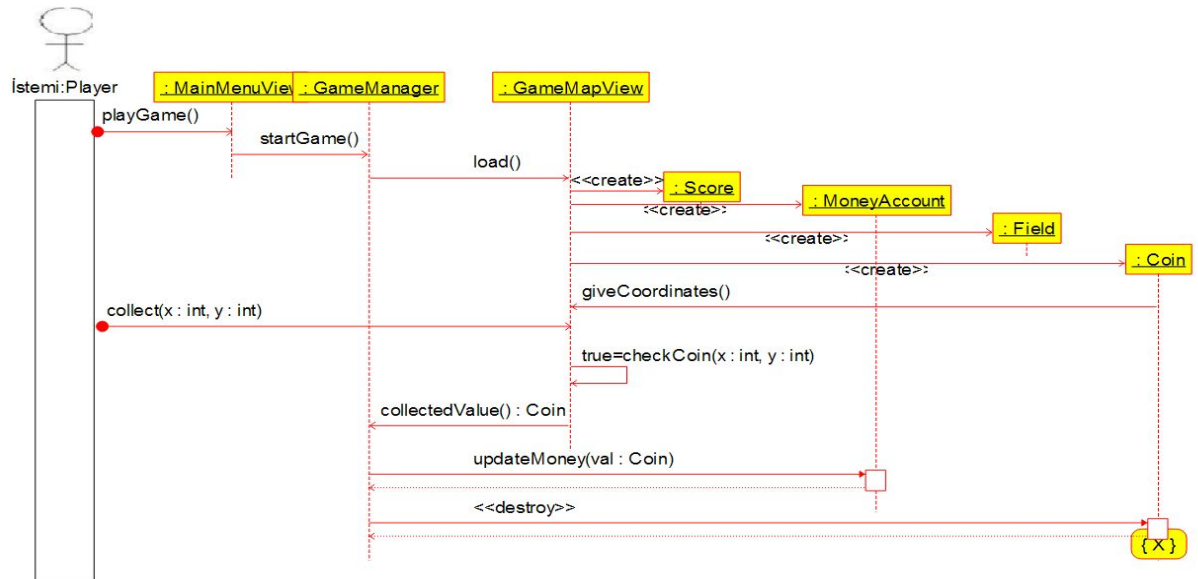 İstemi:Player
: MainMenuView
: GameManager
: GameMapView
playGame()
startGame()
load()
<<create>>
: Score
: MoneyAccount
<<create>>
: Field
<<create>>
: Coin
<<create>>
giveCoordinates()
collect(x : int, y : int)
true=checkCoin(x : int, y : int)
collectedValue() : Coin
updateMoney(val : Coin)
<<destroy>>
{ X }